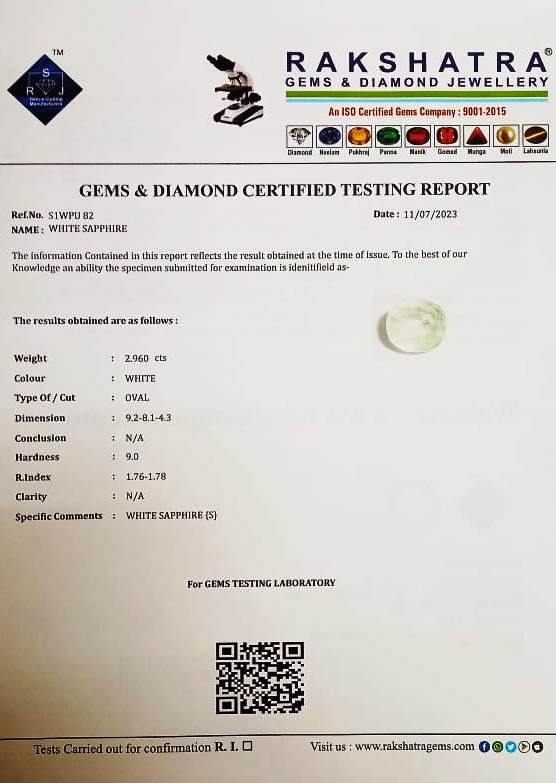 TM
S
R J
Gems-n-Cutting
Manufacturers
RAKSHATRA®
GEMS & DIAMOND JEWELLERY
An ISO Certified Gems Company : 9001-2015
Diamond Neelam Pukhraj Panna Manik Gomed Munga Moti Lahsunia
GEMS & DIAMOND CERTIFIED TESTING REPORT
Ref.No. S1WPU 82 Date : 11/07/2023
NAME : WHITE SAPPHIRE
The information Contained in this report reflects the result obtained at the time of issue. To the best of our
Knowledge an ability the specimen submitted for examination is idenitifield as-
The results obtained are as follows :
Weight : 2.960 cts
Colour : WHITE
Type Of / Cut : OVAL
Dimension : 9.2-8.1-4.3
Conclusion : N/A
Hardness : 9.0
R.Index : 1.76-1.78
Clarity : N/A
Specific Comments : WHITE SAPPHIRE {S}
For GEMS TESTING LABORATORY
Tests Carried out for confirmation R. I. ☐ Visit us : www.rakshatragems.com